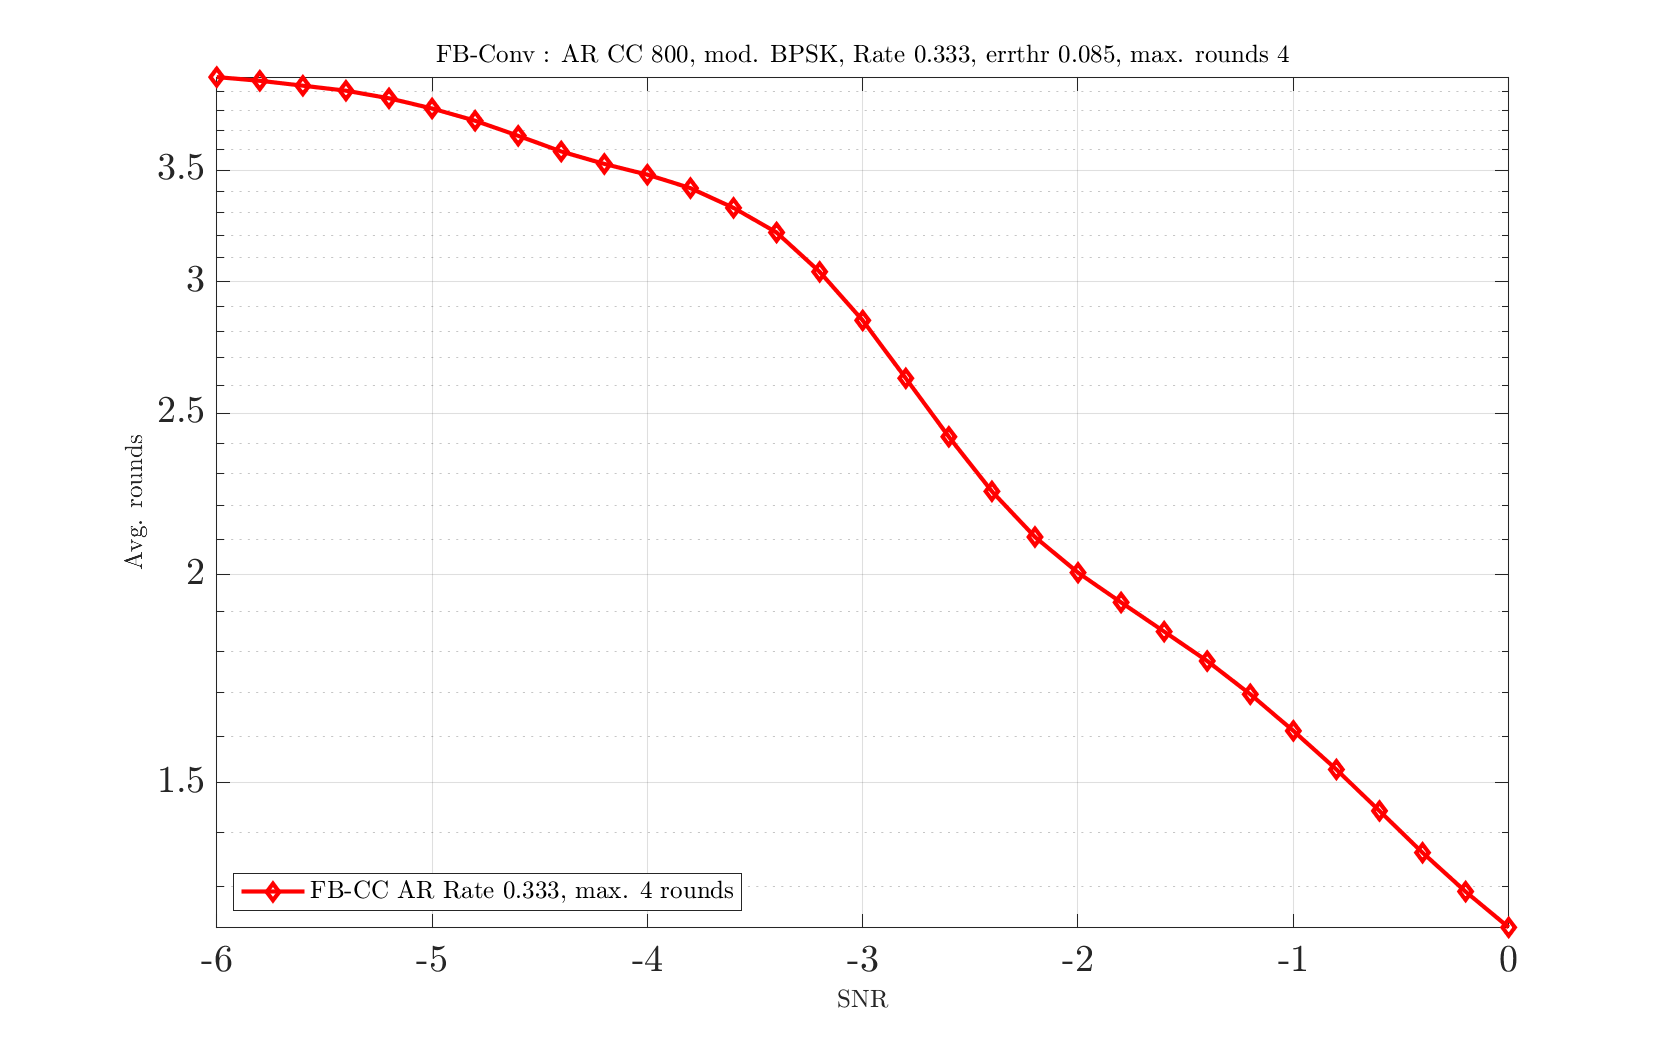 FB-Conv : AR CC 800, mod. BPSK, Rate 0.333, errthr 0.085, max. rounds 4
3.5
3
2.5
2
1.5
Avg. rounds
FB-CC AR Rate 0.333, max. 4 rounds
-6 -5 -4 -3 -2 -1 0
SNR